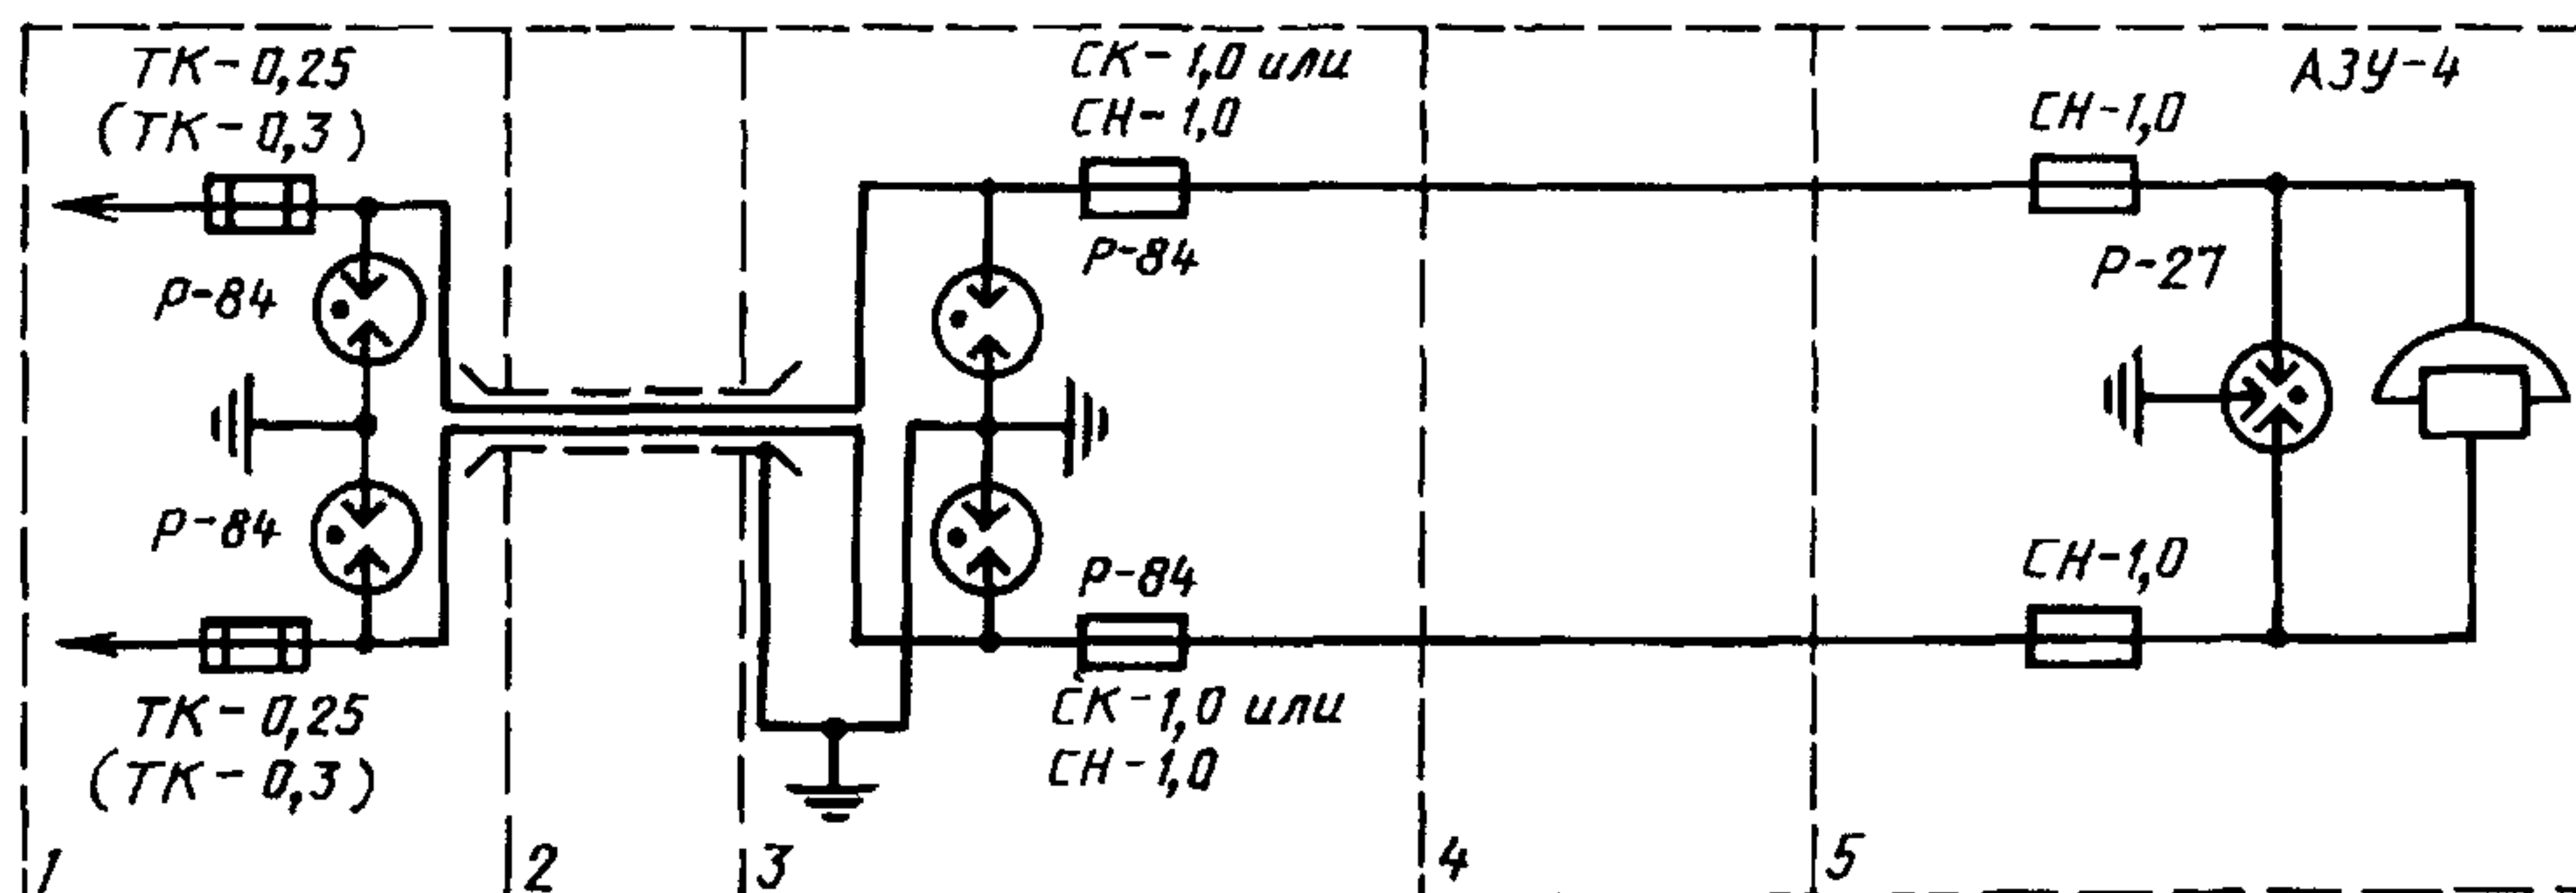 ТК-0,25
(ТК-0,3)
Р-84
Р-84
ТК-0,25
(ТК-0,3)
СК-1,0 или
СН-1,0
Р-84
Р-84
СК-1,0 или
СН-1,0
АЗУ-4
СН-1,0
Р-27
СН-1,0
1
2
3
4
5